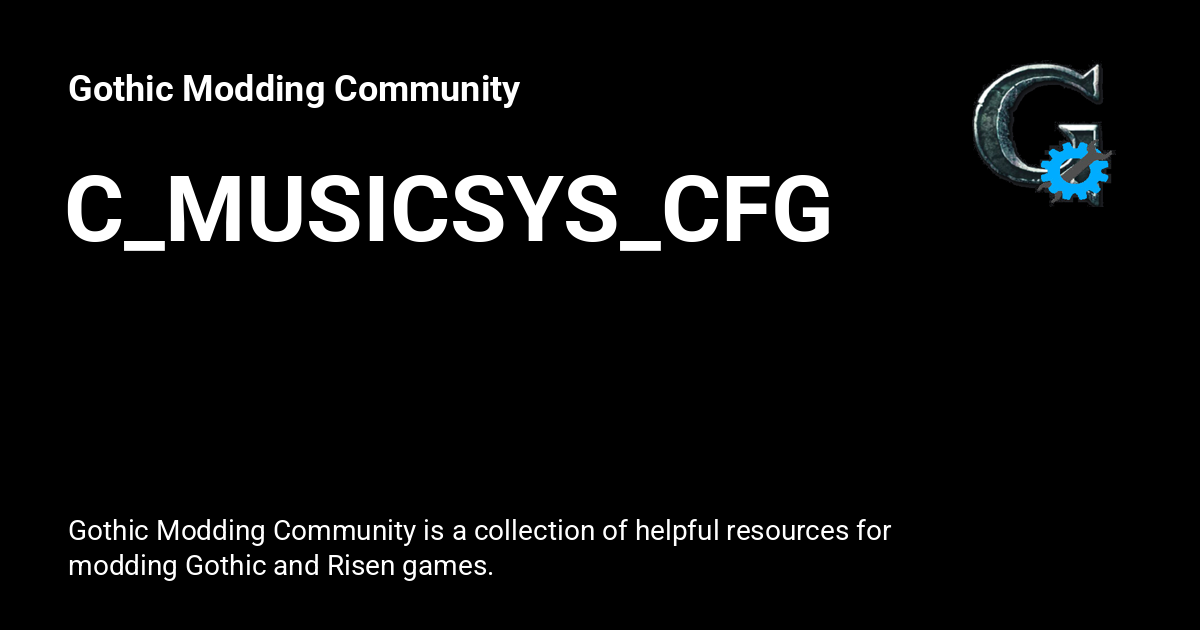 Gothic Modding Community
C_MUSICSYS_CFG
Gothic Modding Community is a collection of helpful resources for
modding Gothic and Risen games.